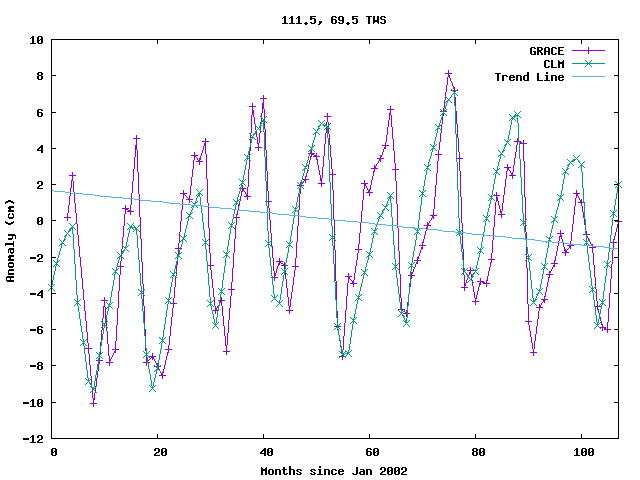 111.5, 69.5 TWS
GRACE
CLM
Trend Line
10
8
6
4
2
0
-2
-4
-6
-8
-10
-12
Anomaly (cm)
0 20 40 60 80 100
Months since Jan 2002